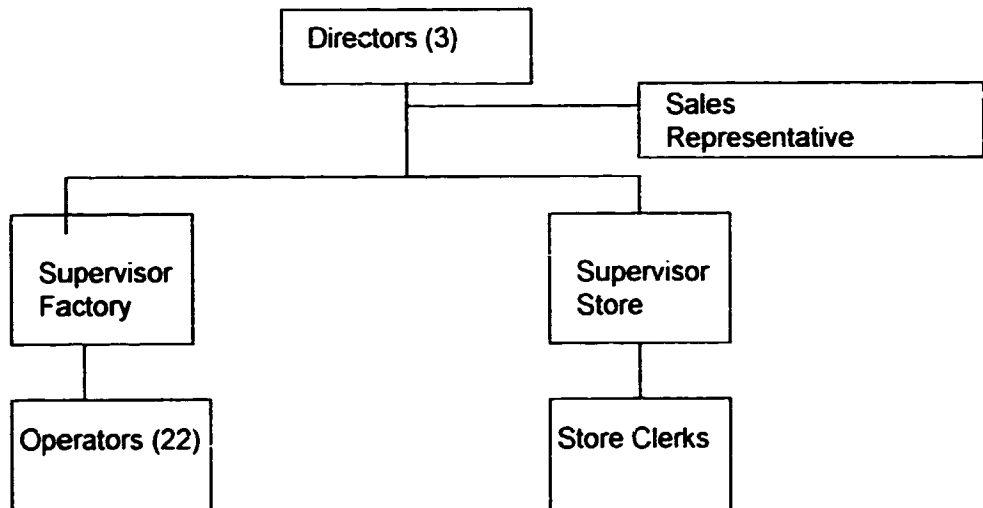 Directors (3)
Sales
Representative
Supervisor
Factory
Supervisor
Store
Operators (22)
Store Clerks